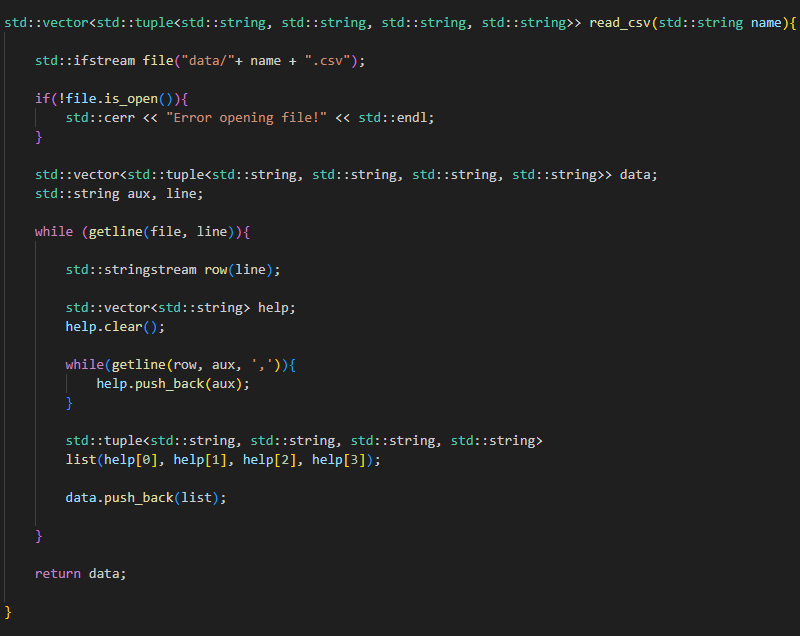 std::vector<std::tuple<std::string, std::string, std::string, std::string>> read_csv(std::string name){
std::ifstream file("data/"+ name + ".csv");
if(!file.is_open()){
std::cerr << "Error opening file!" << std::endl;
}
std::vector<std::tuple<std::string, std::string, std::string, std::string>> data;
std::string aux, line;
while (getline(file, line)){
std::stringstream row(line);
std::vector<std::string> help;
help.clear();
while(getline(row, aux, ',')){
help.push_back(aux);
}
std::tuple<std::string, std::string, std::string, std::string>
list(help[0], help[1], help[2], help[3]);
data.push_back(list);
}
return data;
}